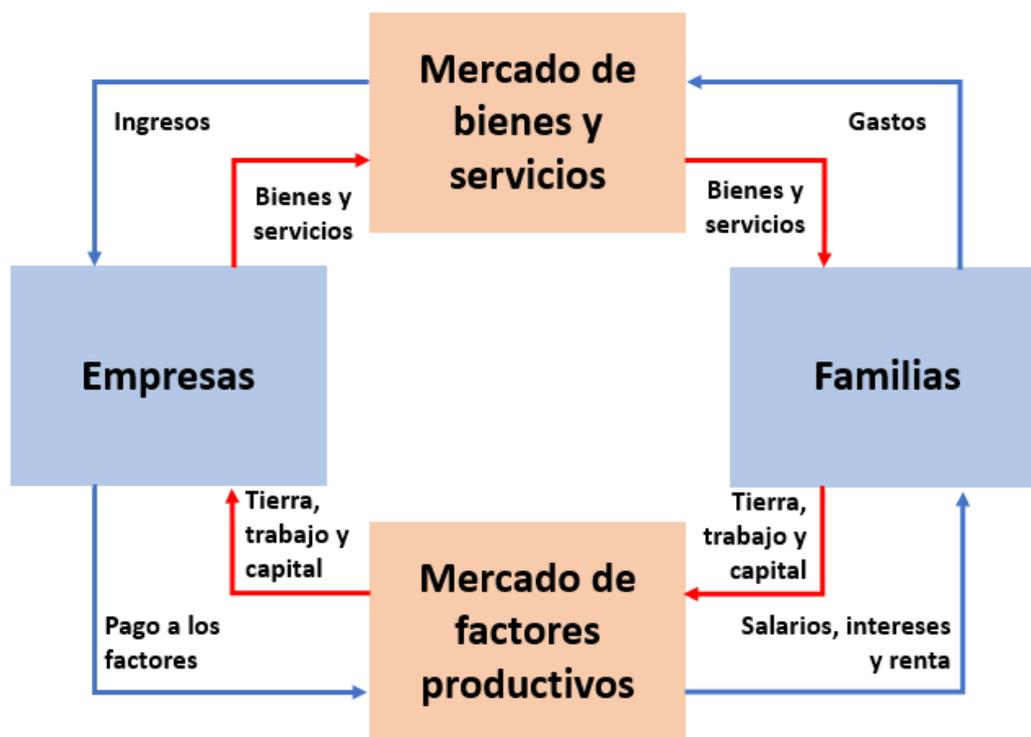 Mercado de
bienes y
servicios
Ingresos
Gastos
Bienes y
servicios
Bienes y
servicios
Empresas
Familias
Tierra,
trabajo y
capital
Tierra,
trabajo y
capital
Mercado de
factores
productivos
Pago a los
factores
Salarios, intereses
y renta